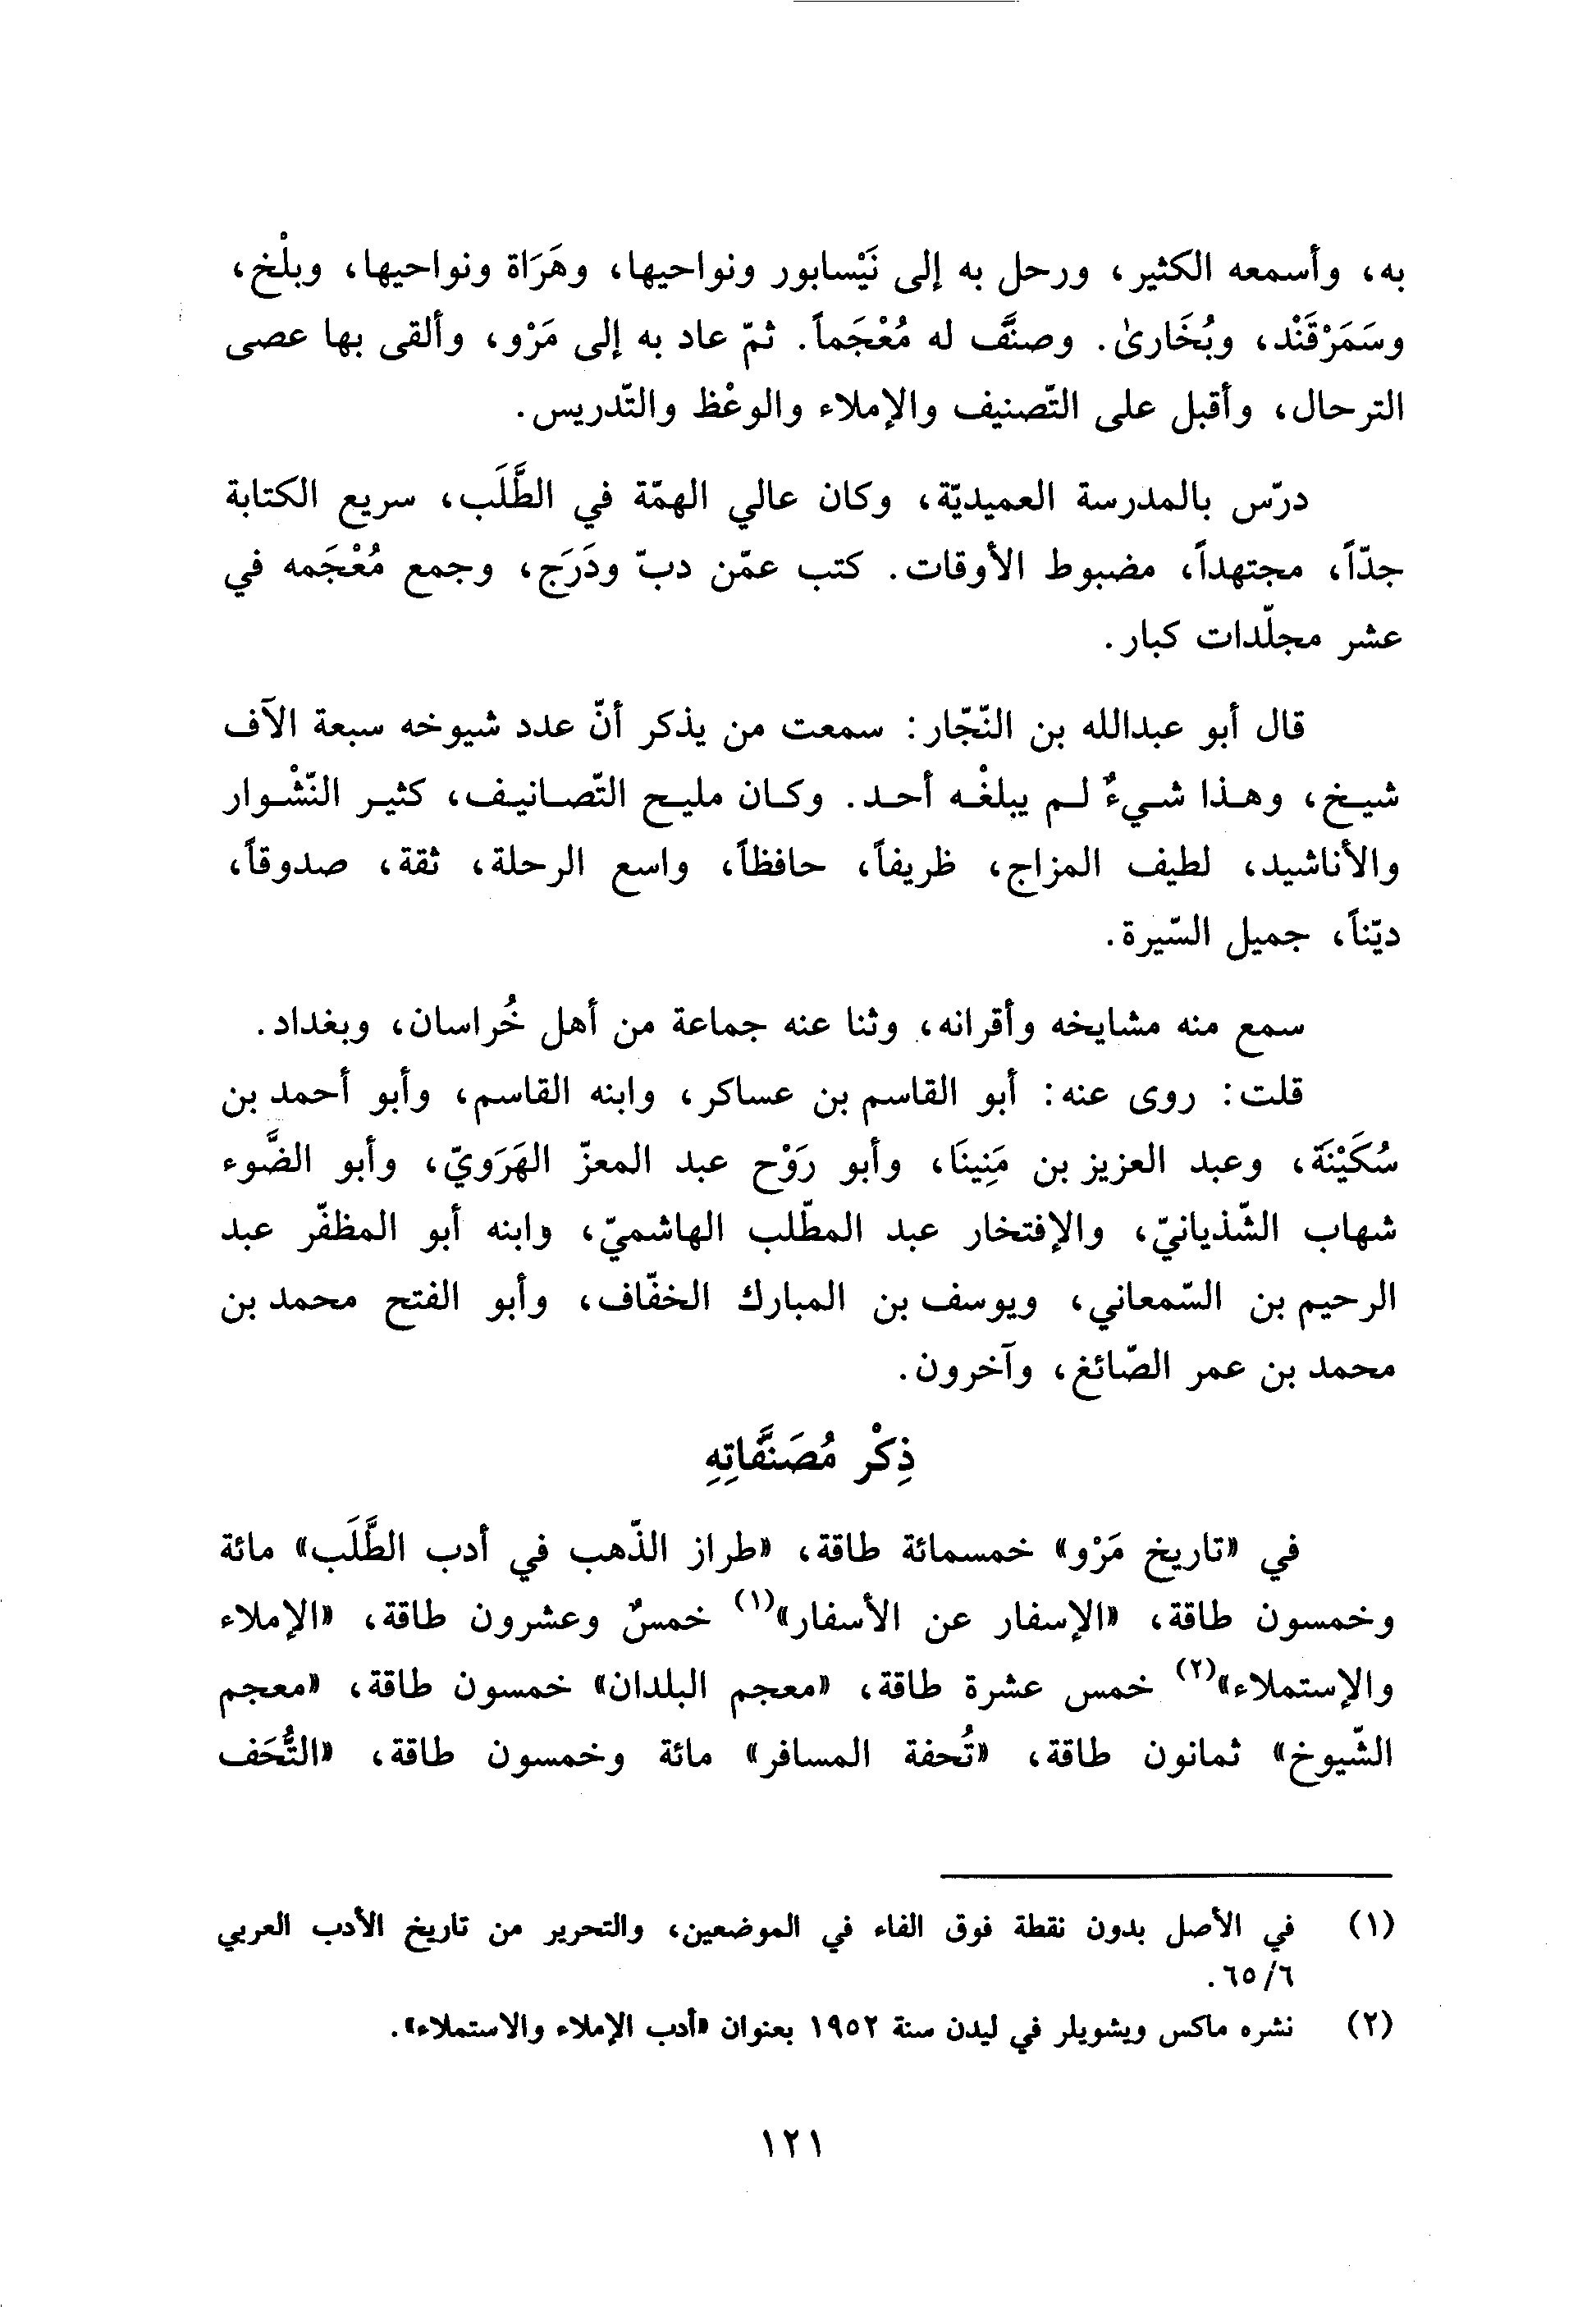 به، وأسمعه الكثير، ورحل به إلى نَيْسابور ونواحيها، وهَرَاة ونواحيها، وبلْخ،
وسَمَرْقَنْد، وبُخَارىٰ. وصنَّف له مُعْجَماً. ثمّ عاد به إلى مَرْو، وألقى بها عصى
الترحال، وأقبل على التّصنيف والإملاء والوعْظ والتّدريس.
درّس بالمدرسة العميديّة، وكان عالي الهمّة في الطَّلَب، سريع الكتابة
جدّاً، مجتهداً، مضبوط الأوقات. كتب عمّن دبّ ودَرَج، وجمع مُعْجَمه في
عشر مجلّدات كبار.
قال أبو عبدالله بن النّجّار: سمعت من يذكر أنّ عدد شيوخه سبعة الآف
شيخ، وهذا شيءٌ لم يبلغْه أحد. وكان مليح التّصانيف، كثير النّشْوار
والأناشيد، لطيف المزاج، ظريفاً، حافظاً، واسع الرحلة، ثقة، صدوقاً،
ديّناً، جميل السّيرة.
سمع منه مشايخه وأقرانه، وثنا عنه جماعة من أهل خُراسان، وبغداد.
قلت: روى عنه: أبو القاسم بن عساكر، وابنه القاسم، وأبو أحمد بن
سُكَيْنَة، وعبد العزيز بن مَنِينَا، وأبو رَوْح عبد المعزّ الهَرَويّ، وأبو الضَّوء
شهاب الشّذيانيّ، والإفتخار عبد المطّلب الهاشميّ، وابنه أبو المظفّر عبد
الرحيم بن السّمعاني، ويوسف بن المبارك الخفّاف، وأبو الفتح محمد بن
محمد بن عمر الصّائغ، وآخرون.
ذِكْر مُصَنَّفَاتِهِ
في «تاريخ مَرْو» خمسمائة طاقة، «طراز الذّهب في أدب الطَّلَب» مائة
وخمسون طاقة، «الإسفار عن الأسفار»(١) خمسٌ وعشرون طاقة، «الإملاء
والإستملاء»(٢) خمس عشرة طاقة، «معجم البلدان» خمسون طاقة، «معجم
الشّيوخ» ثمانون طاقة، «تُحفة المسافر» مائة وخمسون طاقة، «التُّحَف
(١) في الأصل بدون نقطة فوق الفاء في الموضعين، والتحرير من تاريخ الأدب العربي
٦/٦٥.
(٢) نشره ماكس ويشويلر في ليدن سنة ١٩٥٢ بعنوان «أدب الإملاء والاستملاء».
١٢١